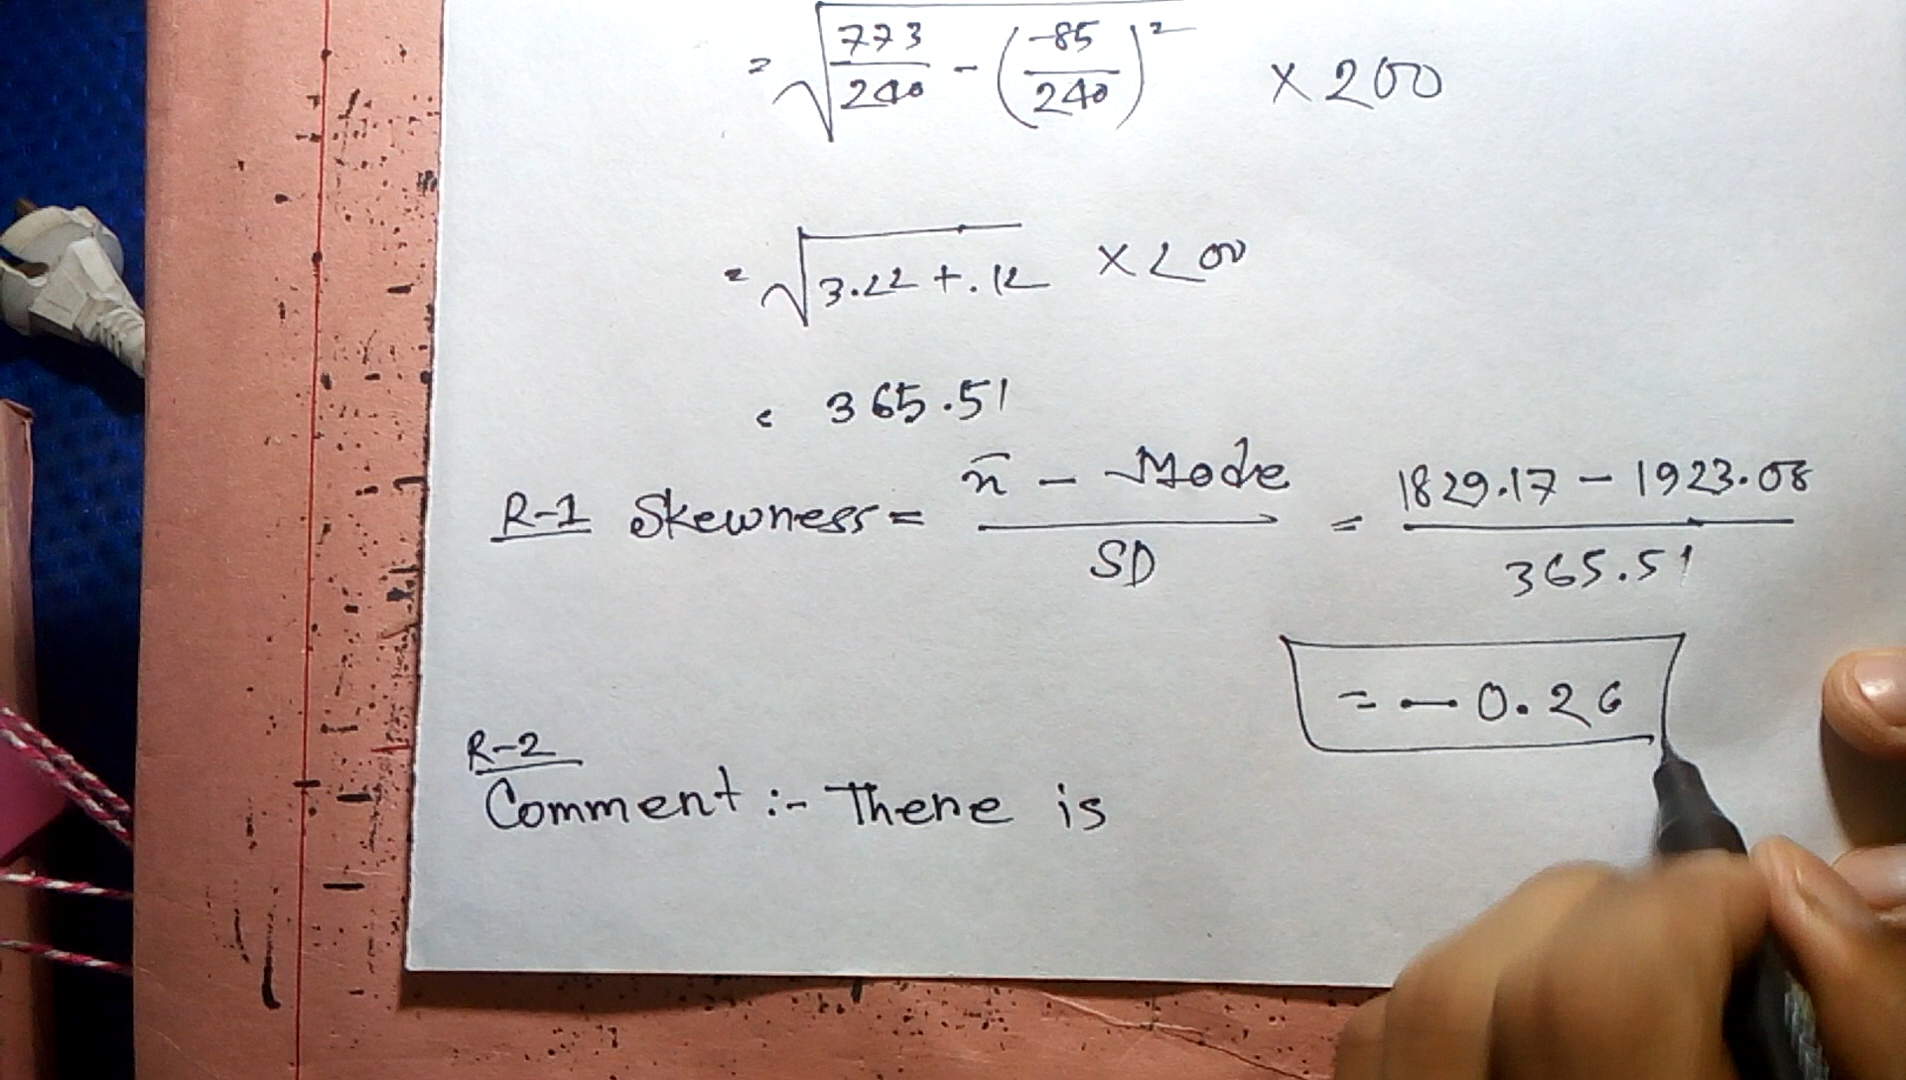 = √(773/240 - (-85/240)²) × 200
= √(3.22 + .12) × 200
= 365.51
R-1 Skewness = x̄ - Mode / SD = 1829.17 - 1923.08 / 365.51
= - 0.26
R-2
Comment :- There is